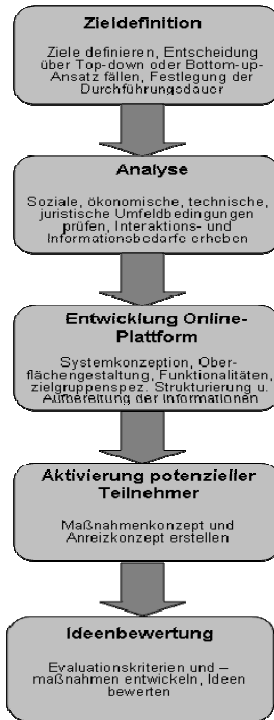 Zieldefinition
Ziele definieren, Entscheidung
über Top-down oder Bottom-up-
Ansatz fällen, Festlegung der
Durchführungsdauer
Analyse
Soziale, ökonomische, technische,
juristische Umfeldbedingungen
prüfen, Interaktions- und
Informationsbedarfe erheben
Entwicklung Online-
Plattform
Systemkonzeption, Ober-
flächengestaltung, Funktionalitäten,
zielgruppenspez. Strukturierung u.
Aufbereitung der Informationen
Aktivierung potenzieller
Teilnehmer
Maßnahmenkonzept und
Anreizkonzept erstellen
Ideenbewertung
Evaluationskriterien und –
maßnahmen entwickeln, Ideen
bewerten